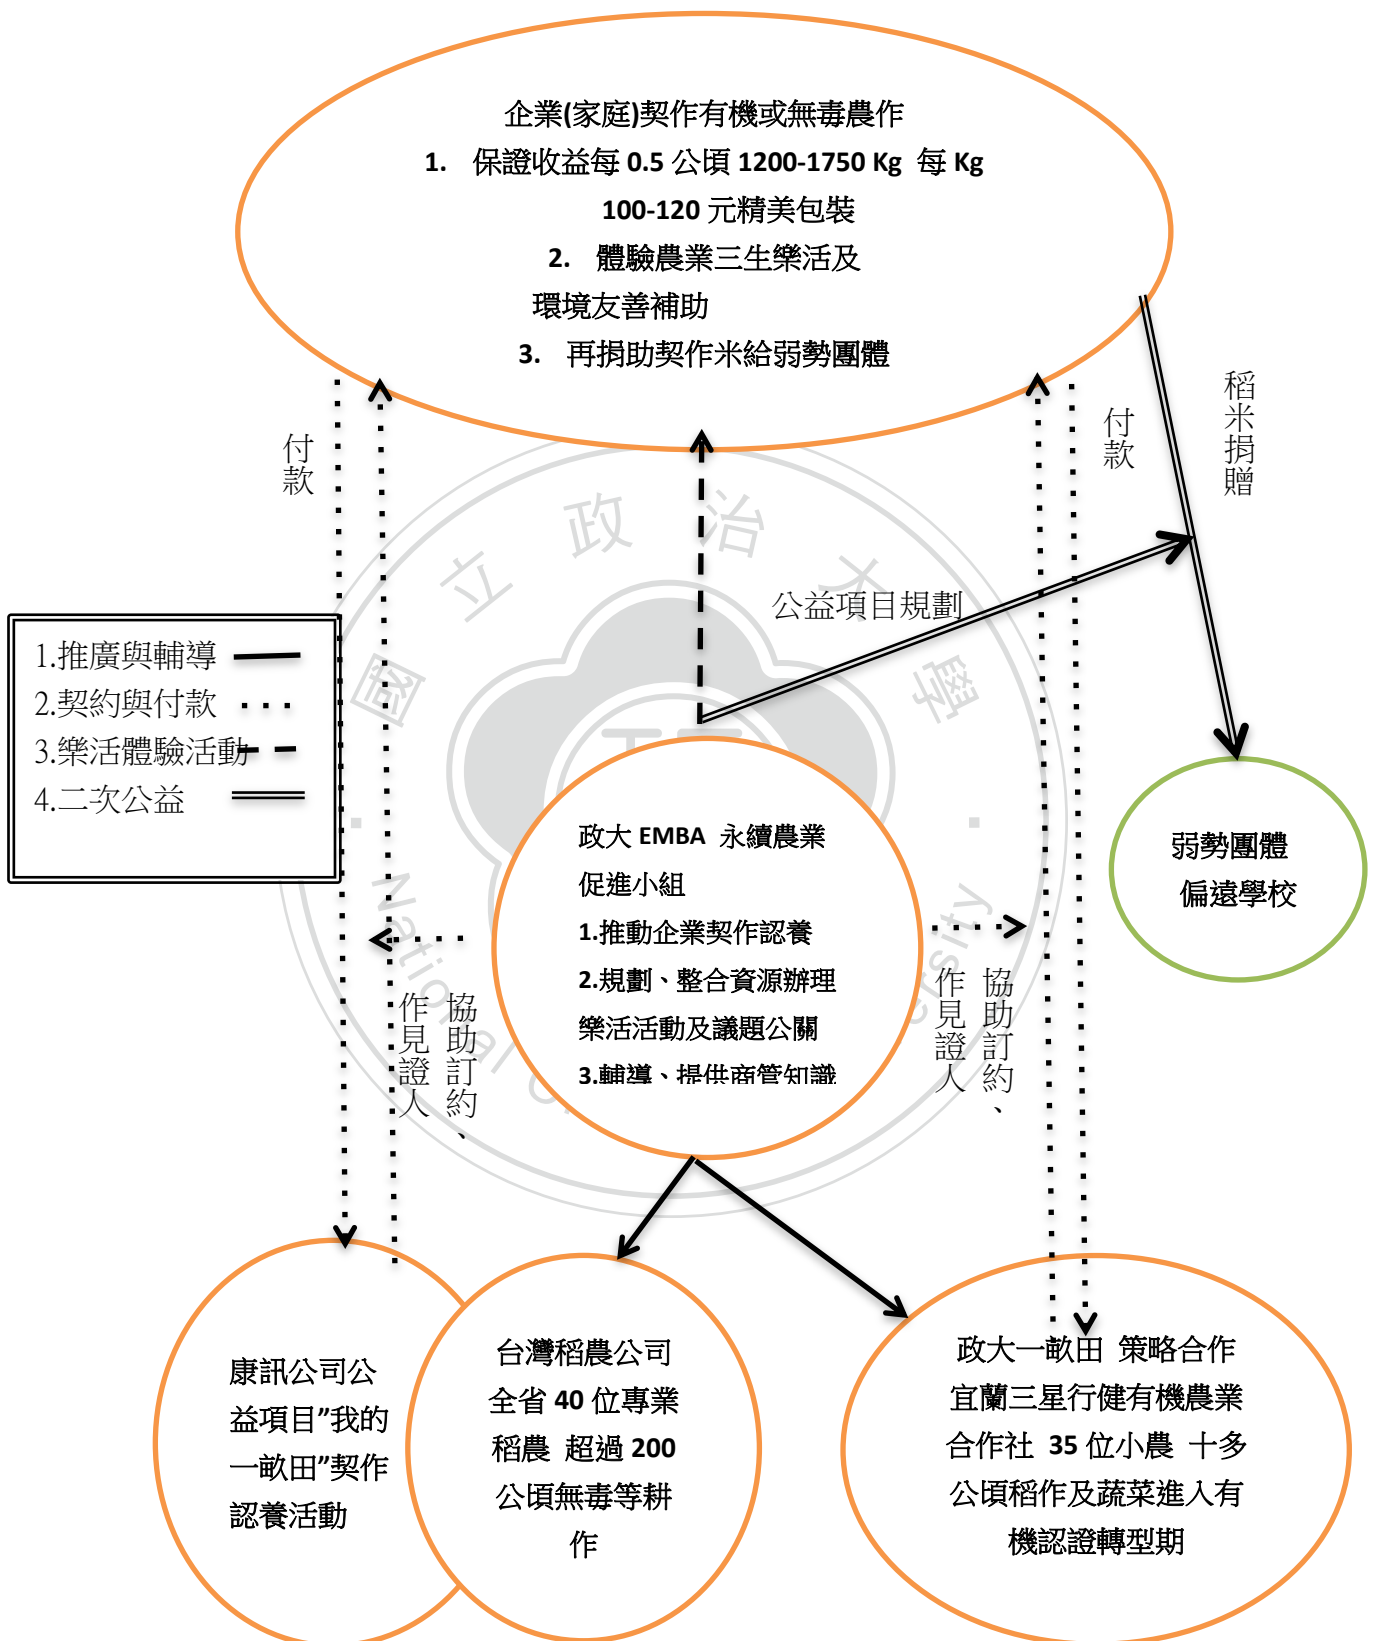 企業(家庭)契作有機或無毒農作
1. 保證收益每 0.5 公頃 1200-1750 Kg 每 Kg
100-120 元精美包裝
2. 體驗農業三生樂活及
環境友善補助
3. 再捐助契作米給弱勢團體
付款
付款
稻米捐贈
國立政治大學
公益項目規劃
1.推廣與輔導
2.契約與付款
3.樂活體驗活動
4.二次公益
政大 EMBA 永續農業
促進小組
1.推動企業契作認養
2.規劃、整合資源辦理
樂活活動及議題公關
3.輔導、提供商管知識
弱勢團體
偏遠學校
協助訂約、
作見證人
協助訂約、
作見證人
National
康訊公司公
益項目”我的
一畝田”契作
認養活動
台灣稻農公司
全省 40 位專業
稻農 超過 200
公頃無毒等耕
作
政大一畝田 策略合作
宜蘭三星行健有機農業
合作社 35 位小農 十多
公頃稻作及蔬菜進入有
機認證轉型期